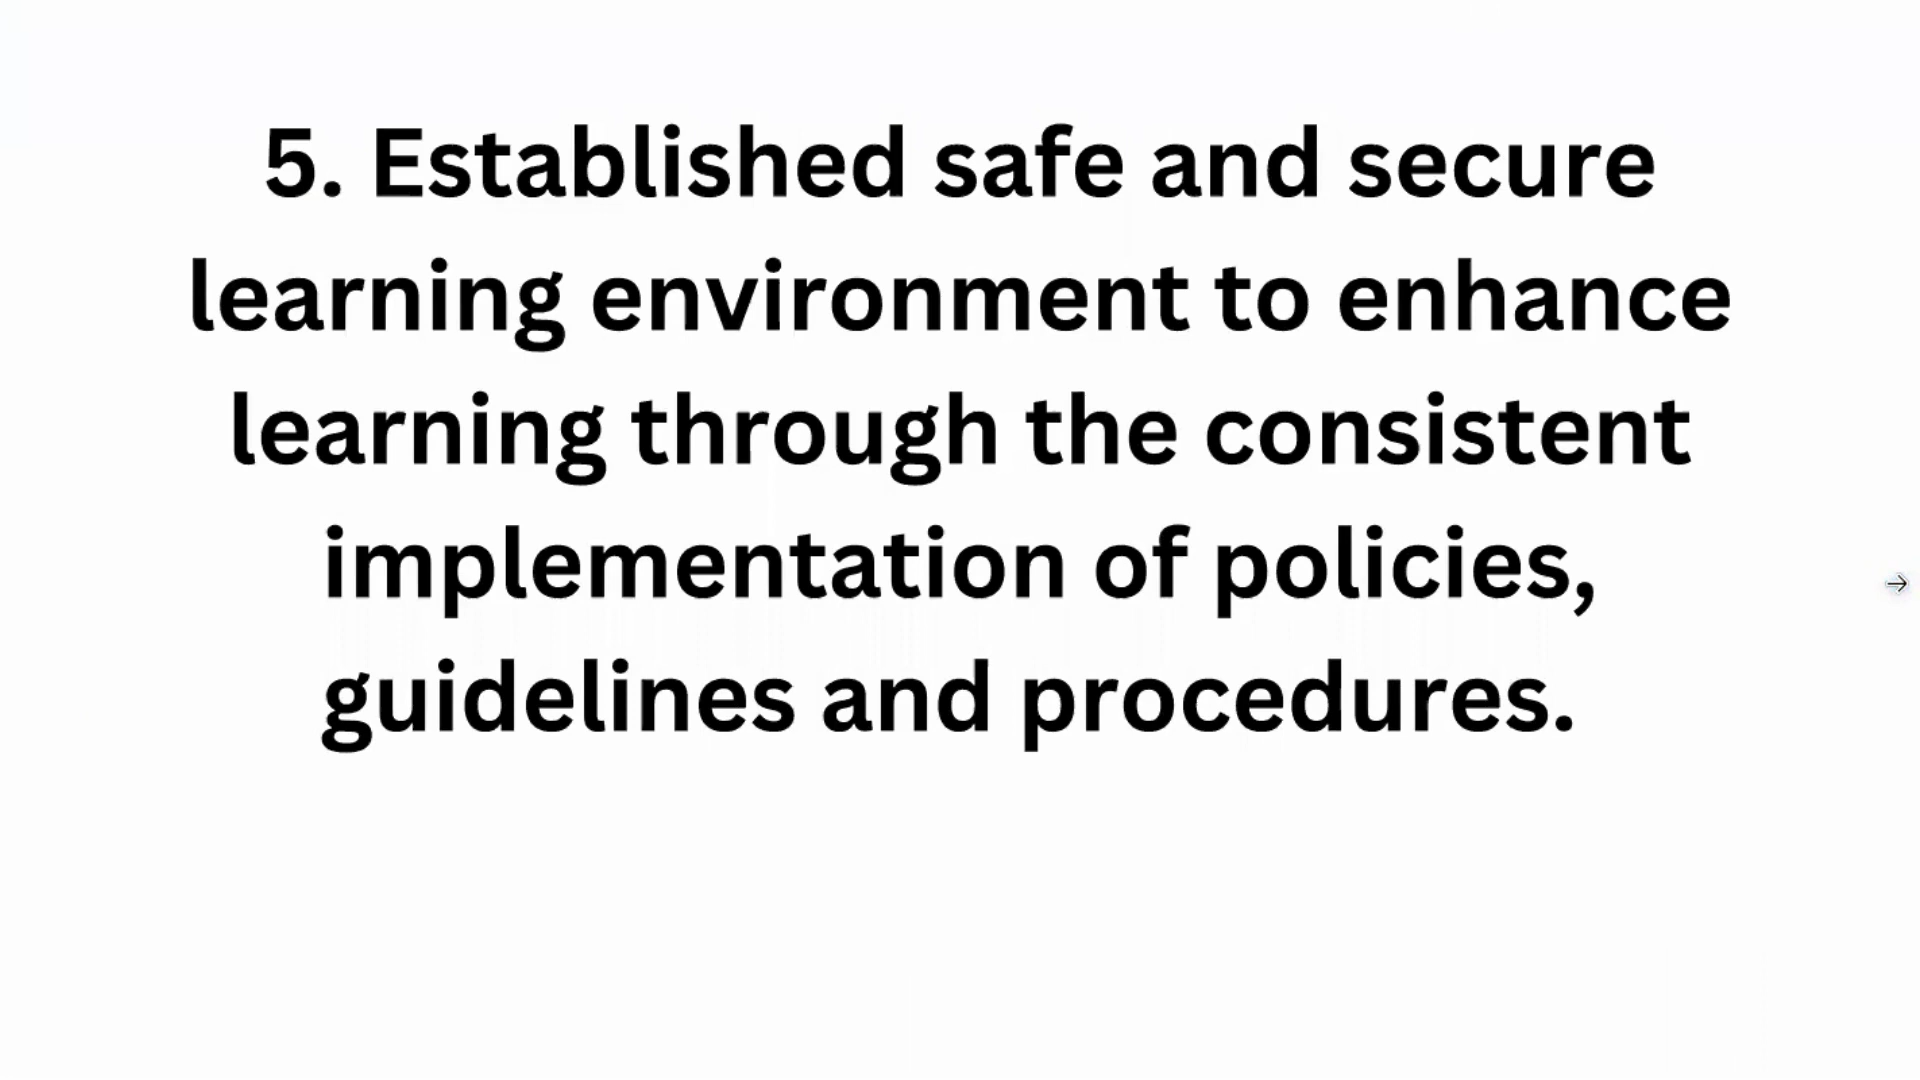 5. Established safe and secure
learning environment to enhance
learning through the consistent
implementation of policies,
guidelines and procedures.